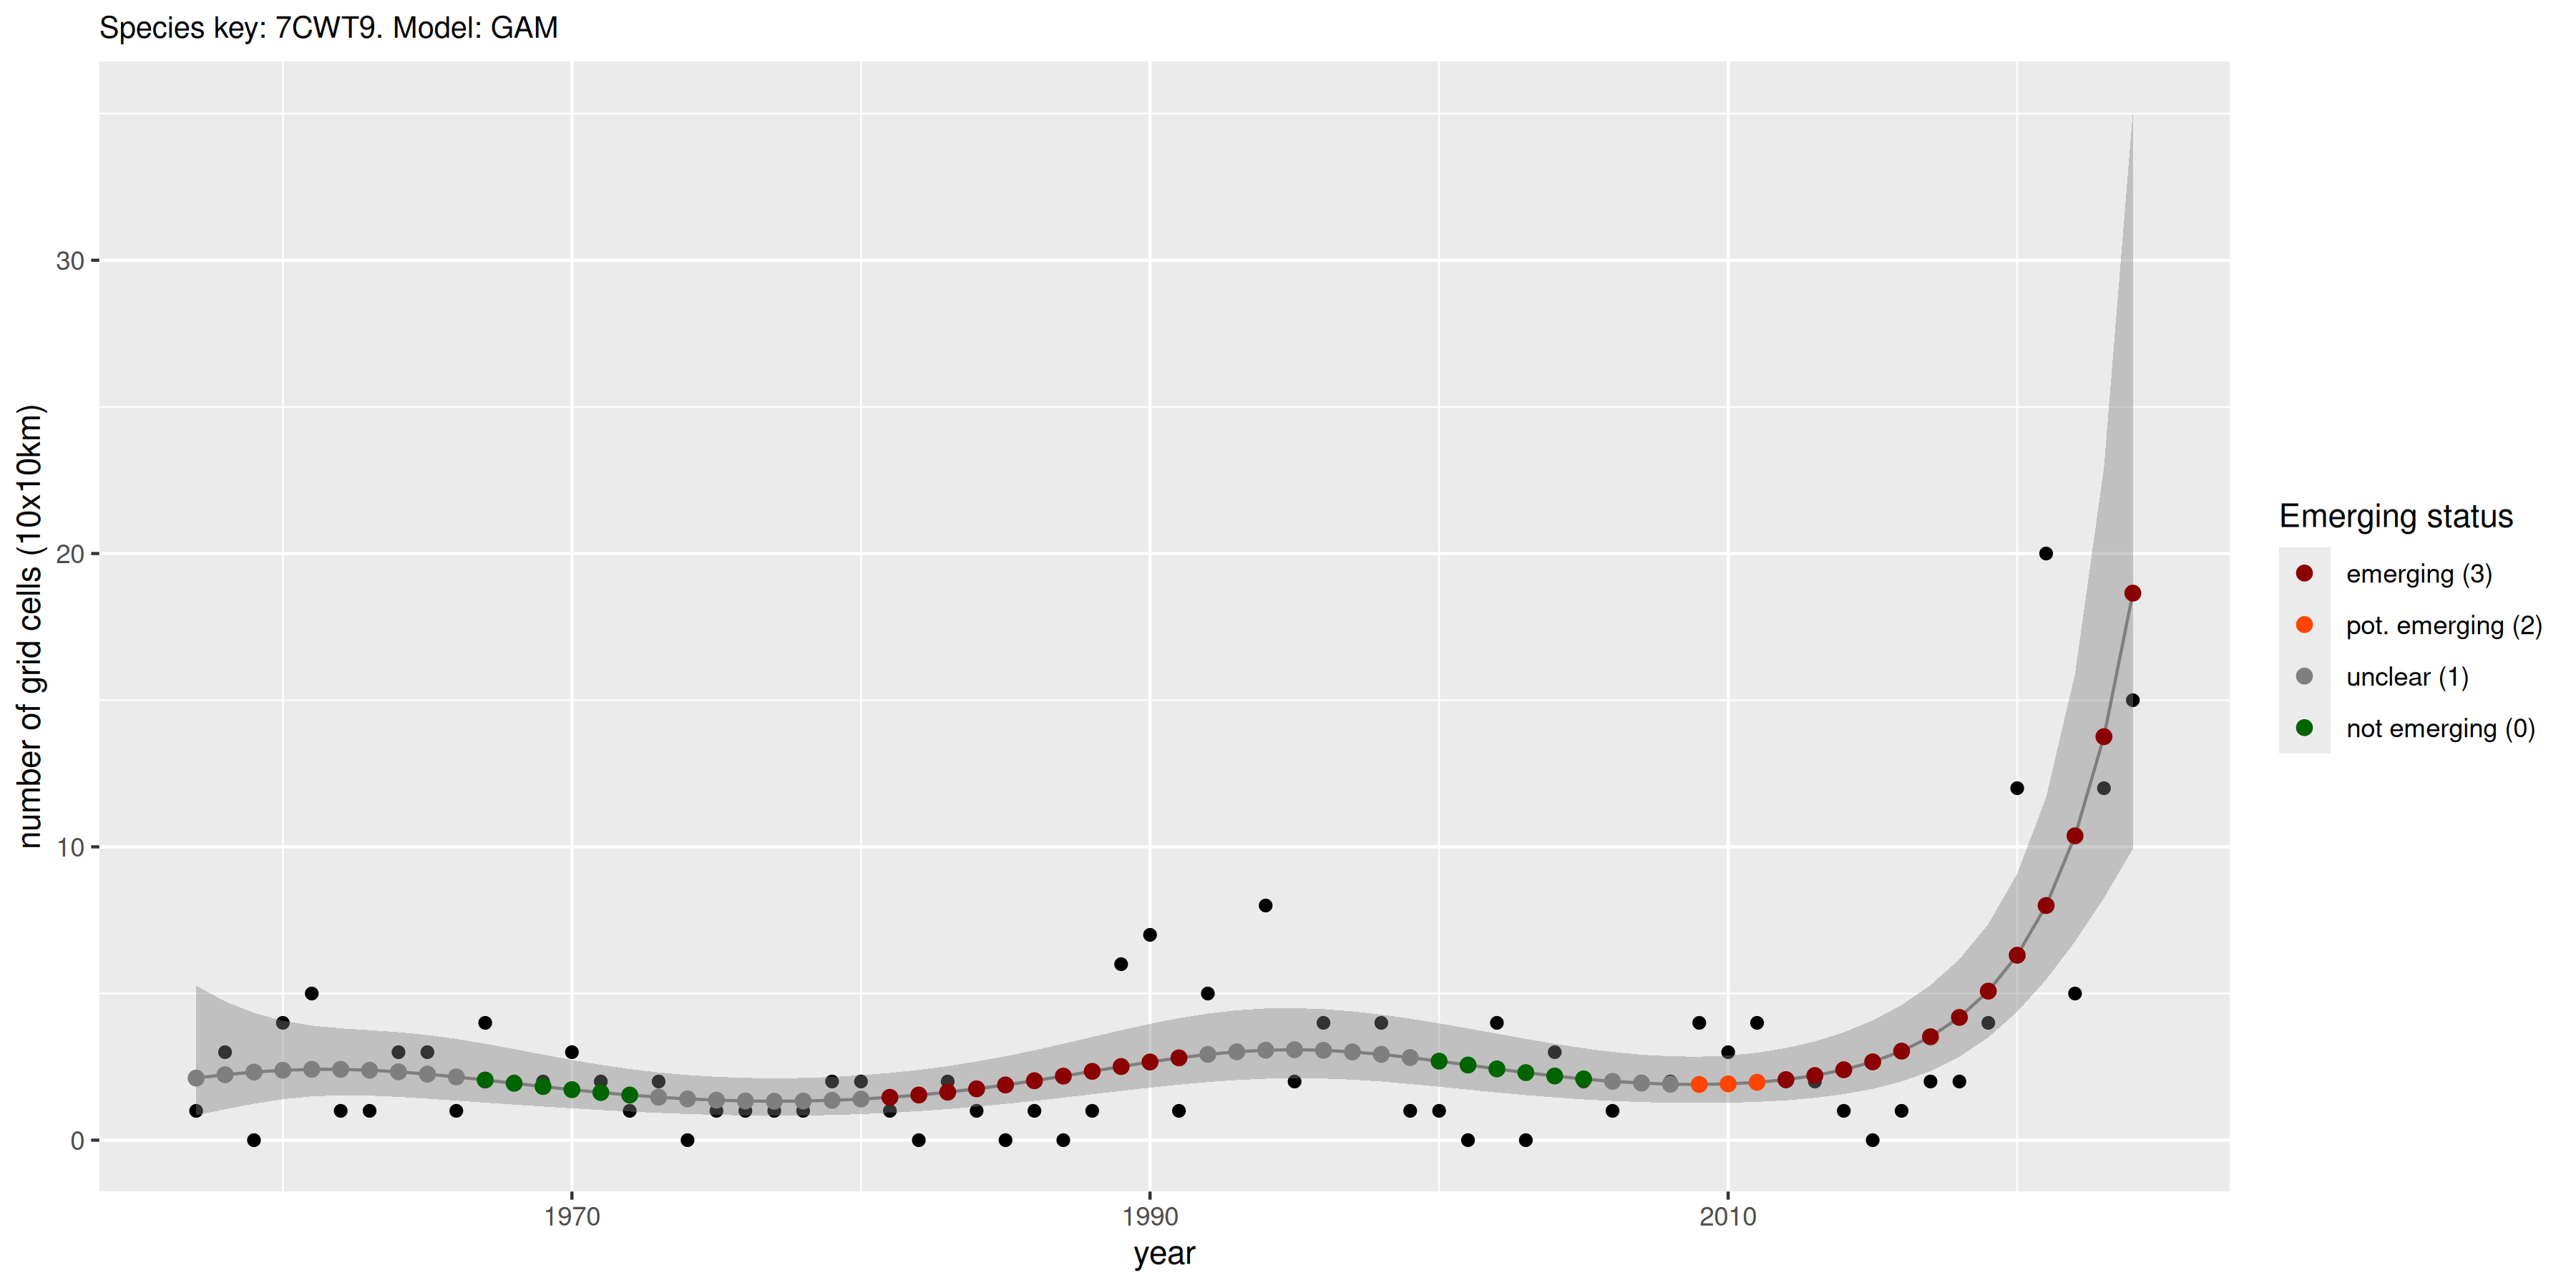 Species key: 7CWT9. Model: GAM
number of grid cells (10x10km)
30
20
10
0
1970
1990
2010
year
Emerging status
emerging (3)
pot. emerging (2)
unclear (1)
not emerging (0)